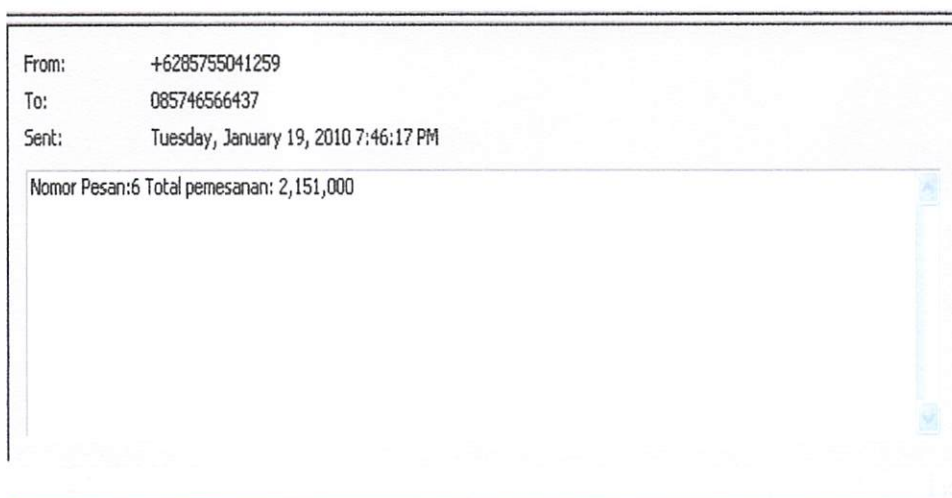 From: +6285755041259
To: 085746566437
Sent: Tuesday, January 19, 2010 7:46:17 PM
Nomor Pesan:6 Total pemesanan: 2,151,000